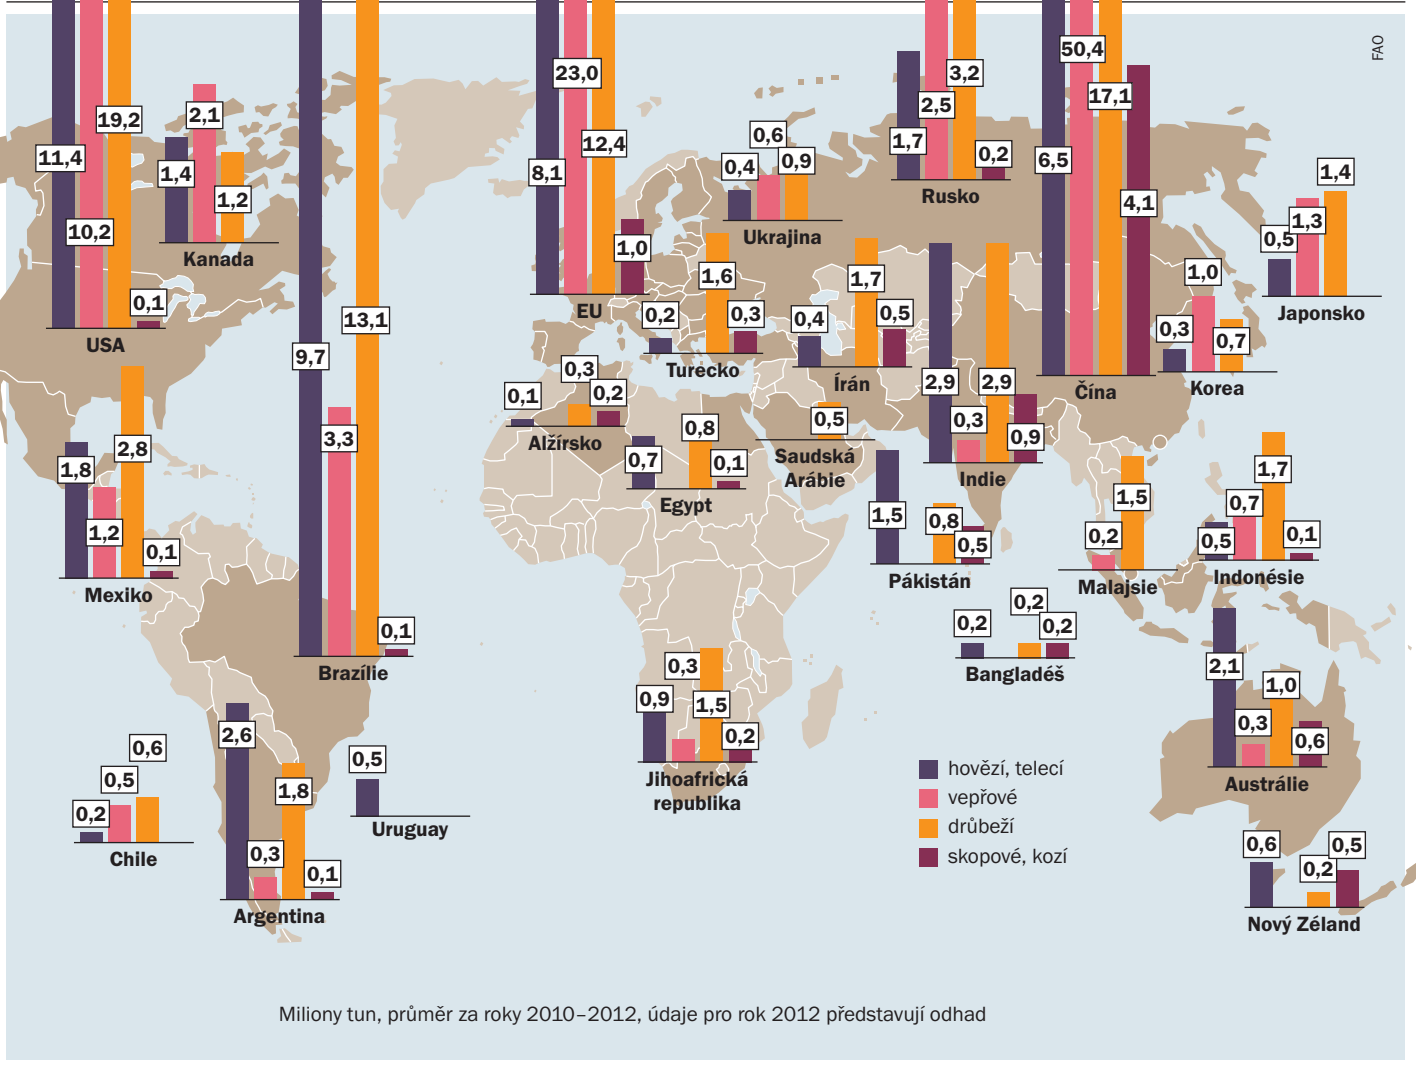 FAO
11,4
10,2
19,2
0,1
USA
1,4
2,1
1,2
Kanada
9,7
3,3
13,1
0,1
Brazílie
8,1
23,0
12,4
1,0
EU
0,4
0,6
0,9
Ukrajina
1,7
2,5
3,2
0,2
Rusko
6,5
50,4
17,1
4,1
Čína
0,5
1,3
1,4
Japonsko
0,3
1,0
0,7
Korea
0,2
1,6
0,3
Turecko
0,4
1,7
0,5
Írán
0,1
0,3
0,2
Alžírsko
0,7
0,8
0,1
Egypt
0,5
Saudská
Arábie
2,9
0,3
2,9
0,9
Indie
1,8
1,2
2,8
0,1
Mexiko
1,5
0,8
0,5
Pákistán
0,2
1,5
Malajsie
0,5
0,7
1,7
0,1
Indonésie
0,2
0,2
0,2
Bangladéš
0,9
0,3
1,5
0,2
Jihoafrická
republika
2,1
0,3
1,0
0,6
Austrálie
0,2
0,5
0,6
Chile
2,6
0,3
1,8
0,1
Argentina
0,5
Uruguay
0,6
0,2
0,5
Nový Zéland
hovězí, telecí
vepřové
drůbeží
skopové, kozí
Miliony tun, průměr za roky 2010–2012, údaje pro rok 2012 představují odhad